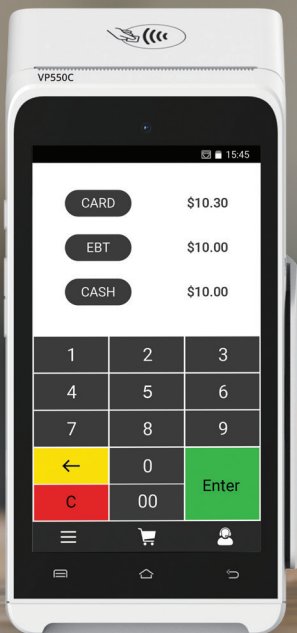 VP550C
15:45
CARD $10.30
EBT $10.00
CASH $10.00
1 2 3
4 5 6
7 8 9
← 0 Enter
C 00